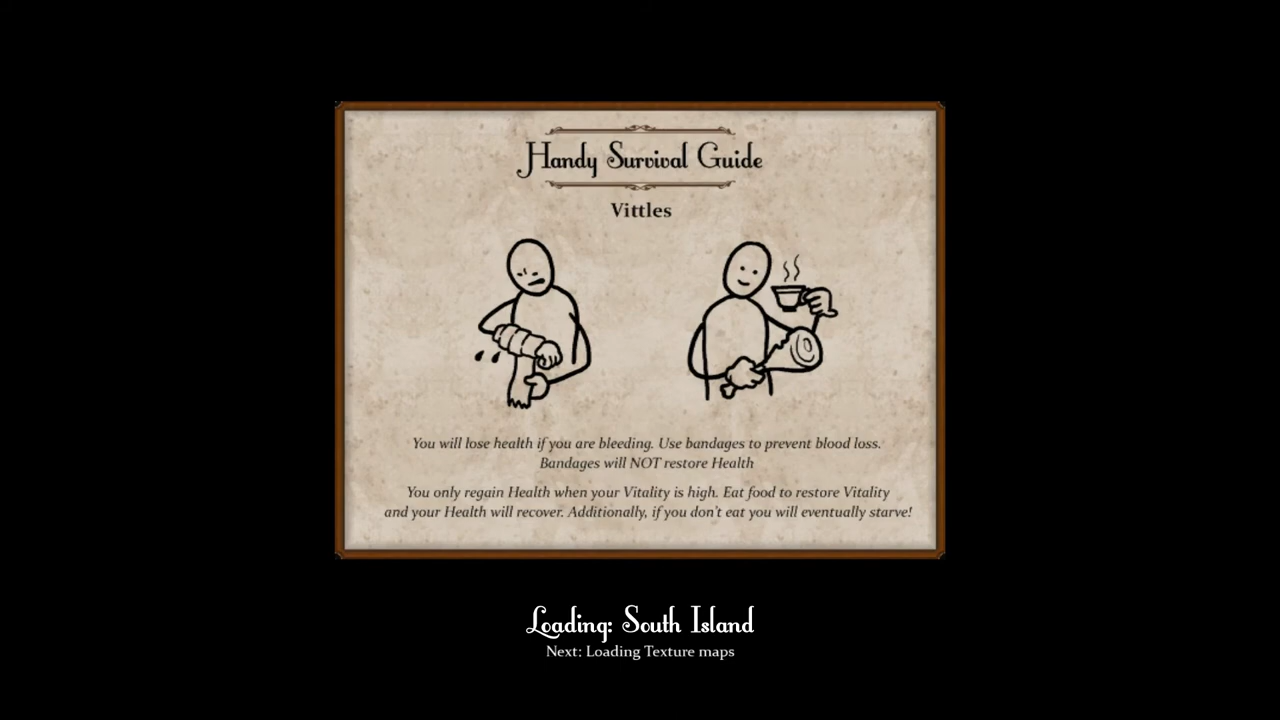 Handy Survival Guide
Vittles
You will lose health if you are bleeding. Use bandages to prevent blood loss.
Bandages will NOT restore Health
You only regain Health when your Vitality is high. Eat food to restore Vitality
and your Health will recover. Additionally, if you don't eat you will eventually starve!
Loading: South Island
Next: Loading Texture maps